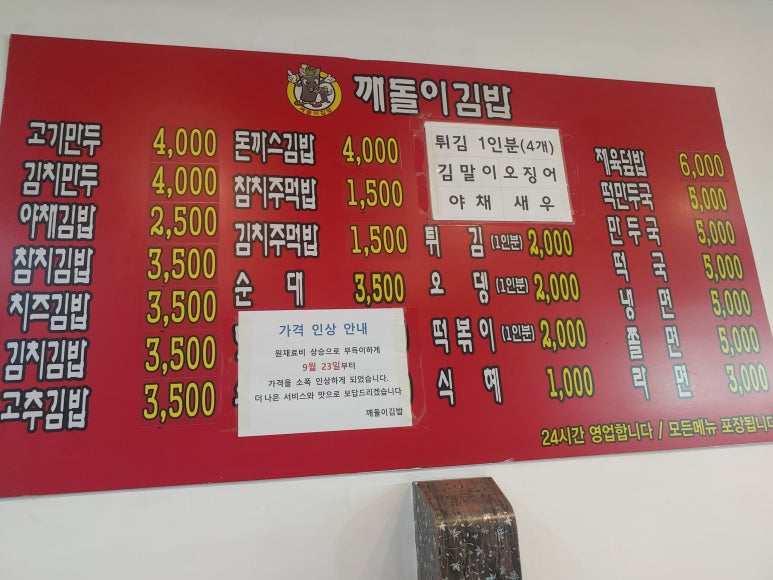 깨돌이김밥
고기만두 4,000
김치만두 4,000
야채김밥 2,500
참치김밥 3,500
치즈김밥 3,500
김치김밥 3,500
고추김밥 3,500
돈까스김밥 4,000
참치주먹밥 1,500
김치주먹밥 1,500
순대 3,500
가격 인상 안내
원재료비 상승으로 부득이하게
9월 23일부터
가격을 소폭 인상하게 되었습니다.
더 나은 서비스와 맛으로 보답드리겠습니다
깨돌이김밥
튀김 1인분(4개)
김말이오징어
야채 새우
튀김 (1인분) 2,000
오뎅 (1인분) 2,000
떡볶이 (1인분) 2,000
식혜 1,000
제육덮밥 6,000
떡만두국 5,000
만두국 5,000
떡국 5,000
냉면 5,000
쫄면 5,000
라면 3,000
24시간 영업합니다 / 모든메뉴 포장됩니다